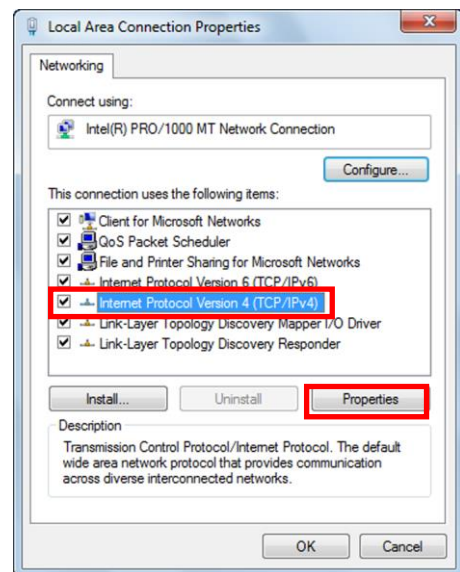 Local Area Connection Properties
Networking
Connect using:
Intel(R) PRO/1000 MT Network Connection
Configure...
This connection uses the following items:
Client for Microsoft Networks
QoS Packet Scheduler
File and Printer Sharing for Microsoft Networks
Internet Protocol Version 6 (TCP/IPv6)
Internet Protocol Version 4 (TCP/IPv4)
Link-Layer Topology Discovery Mapper I/O Driver
Link-Layer Topology Discovery Responder
Install... Uninstall Properties
Description
Transmission Control Protocol/Internet Protocol. The default
wide area network protocol that provides communication
across diverse interconnected networks.
OK Cancel